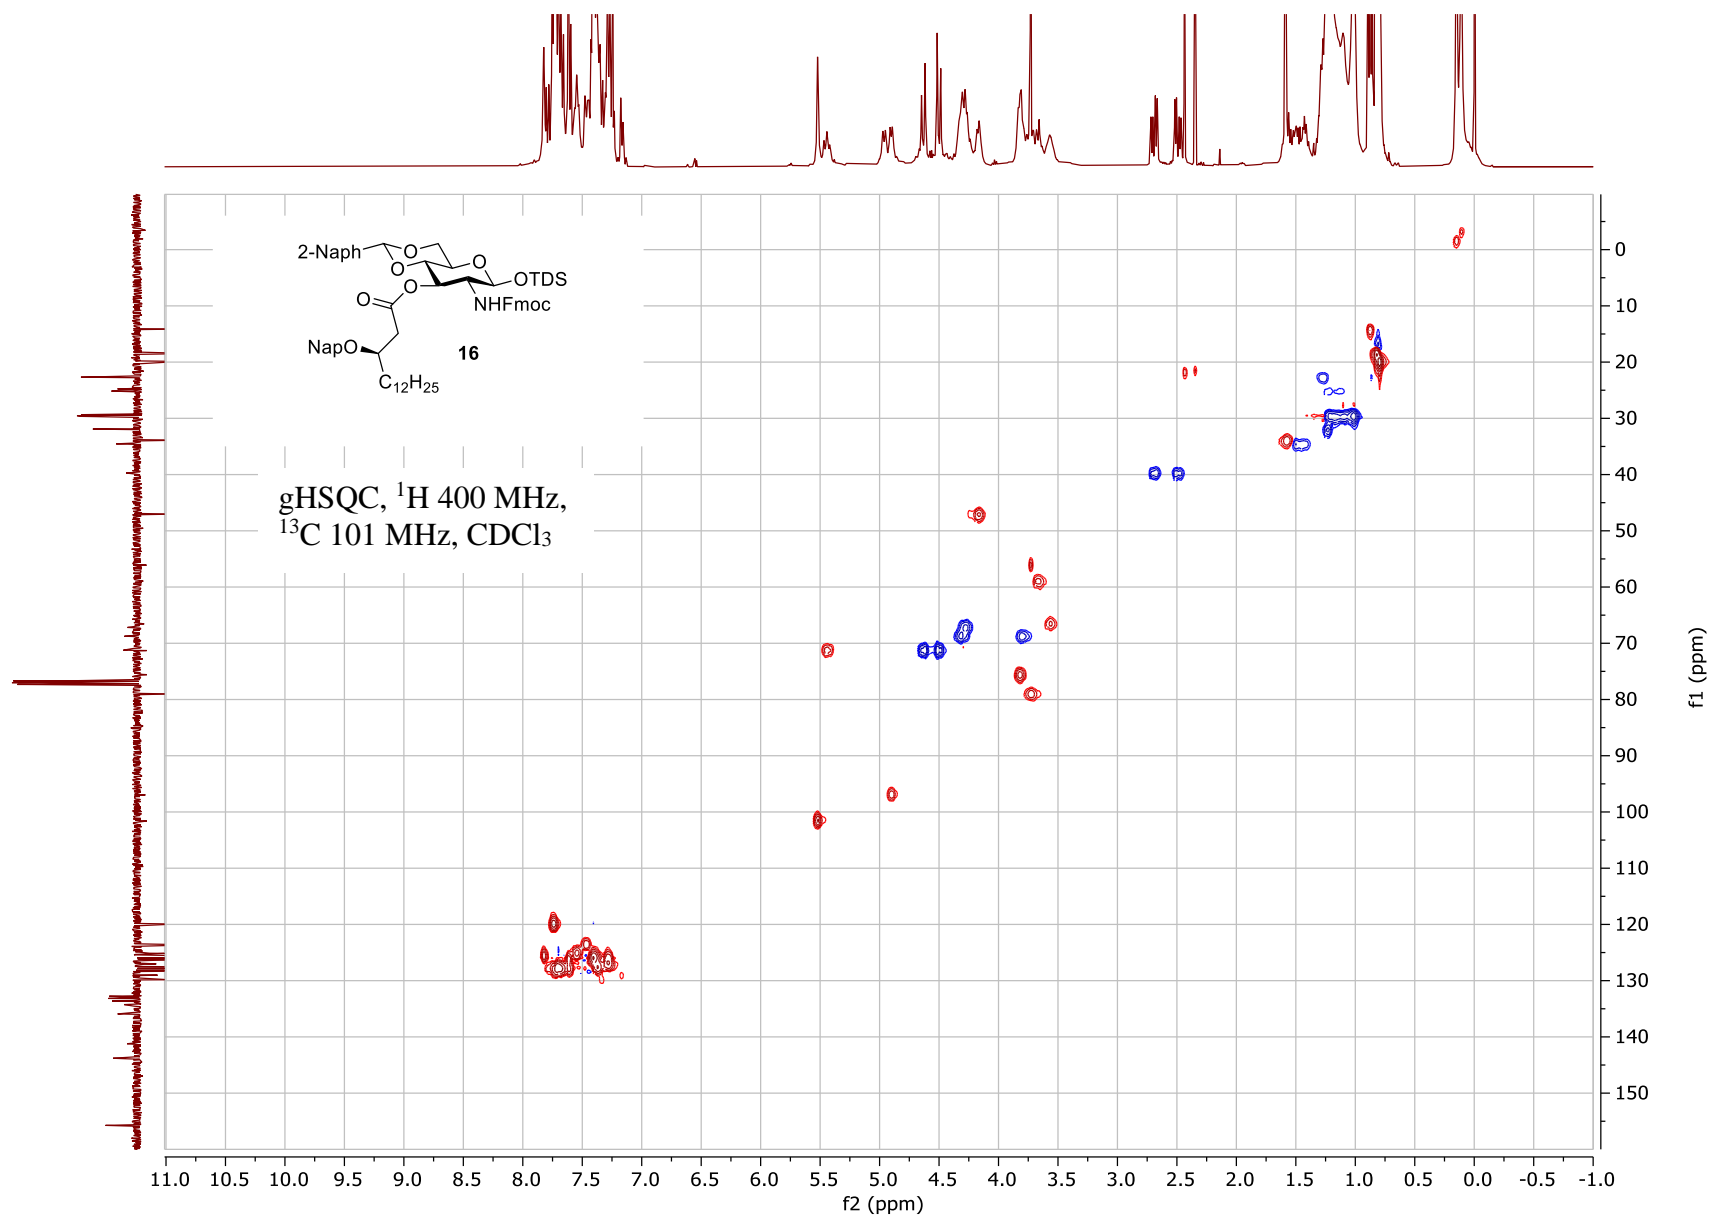 2-Naph
O
O
O
OTDS
O
O
NHFmoc
NapO
16
C₁₂H₂₅
gHSQC, ¹H 400 MHz,
¹³C 101 MHz, CDCl₃
0
10
20
30
40
50
60
70
80
90
100
110
120
130
140
150
f1 (ppm)
11.0 10.5 10.0 9.5 9.0 8.5 8.0 7.5 7.0 6.5 6.0 5.5 5.0 4.5 4.0 3.5 3.0 2.5 2.0 1.5 1.0 0.5 0.0 -0.5 -1.0
f2 (ppm)